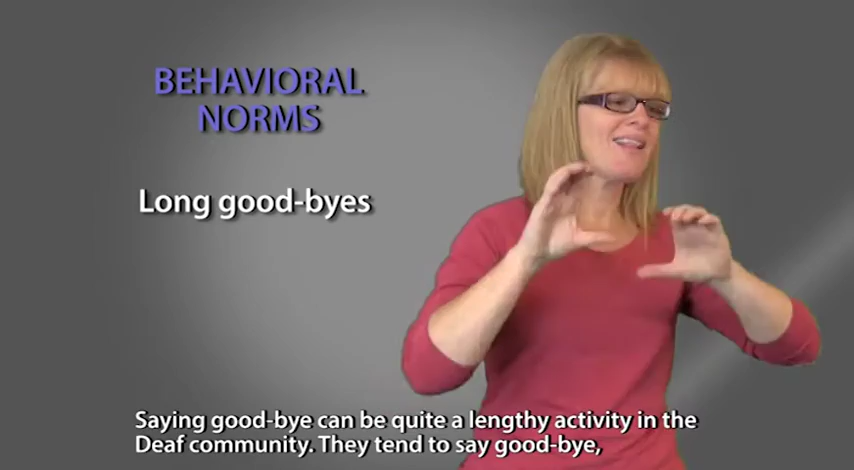 BEHAVIORAL
NORMS
Long good-byes
Saying good-bye can be quite a lengthy activity in the
Deaf community. They tend to say good-bye,